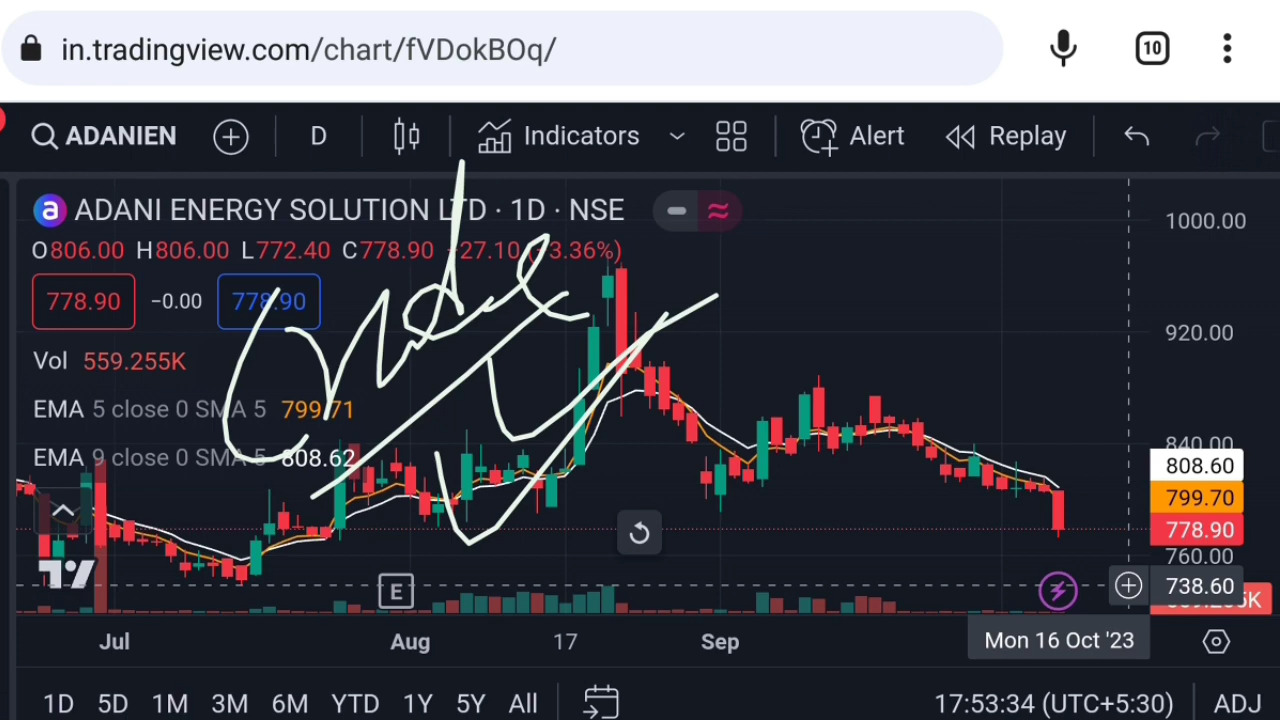 in.tradingview.com/chart/fVDokBOq/ 10
ADANIEN D Indicators Alert Replay
a ADANI ENERGY SOLUTION LTD · 1D · NSE
O806.00 H806.00 L772.40 C778.90 −27.10 (−3.36%)
778.90 −0.00 778.90
Vol 559.255K
EMA 5 close 0 SMA 5 799.71
EMA 9 close 0 SMA 5 808.62
1000.00
920.00
840.00
808.60
799.70
778.90
760.00
738.60
E
Jul Aug 17 Sep Mon 16 Oct '23
1D 5D 1M 3M 6M YTD 1Y 5Y All 17:53:34 (UTC+5:30) ADJ